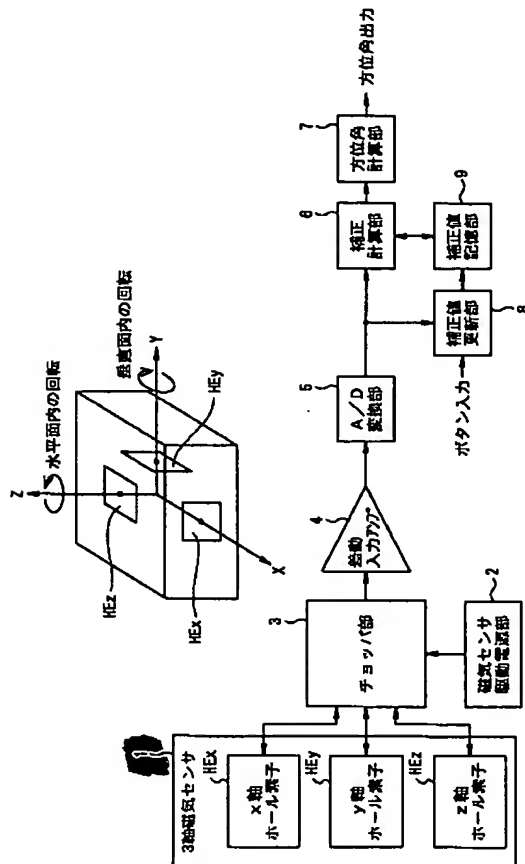 Z
水平面内の回転
垂直面内の回転
Y
HEy
HEz
HEx
X
3軸磁気センサ
HEx
x軸
ホール素子
HEy
y軸
ホール素子
HEz
z軸
ホール素子
3
チョッパ部
2
磁気センサ
駆動電源部
4
差動
入力アンプ
5
A/D
変換部
6
補正
計算部
7
方位角
計算部
方位角出力
8
補正値
更新部
ボタン入力
9
補正値
記憶部